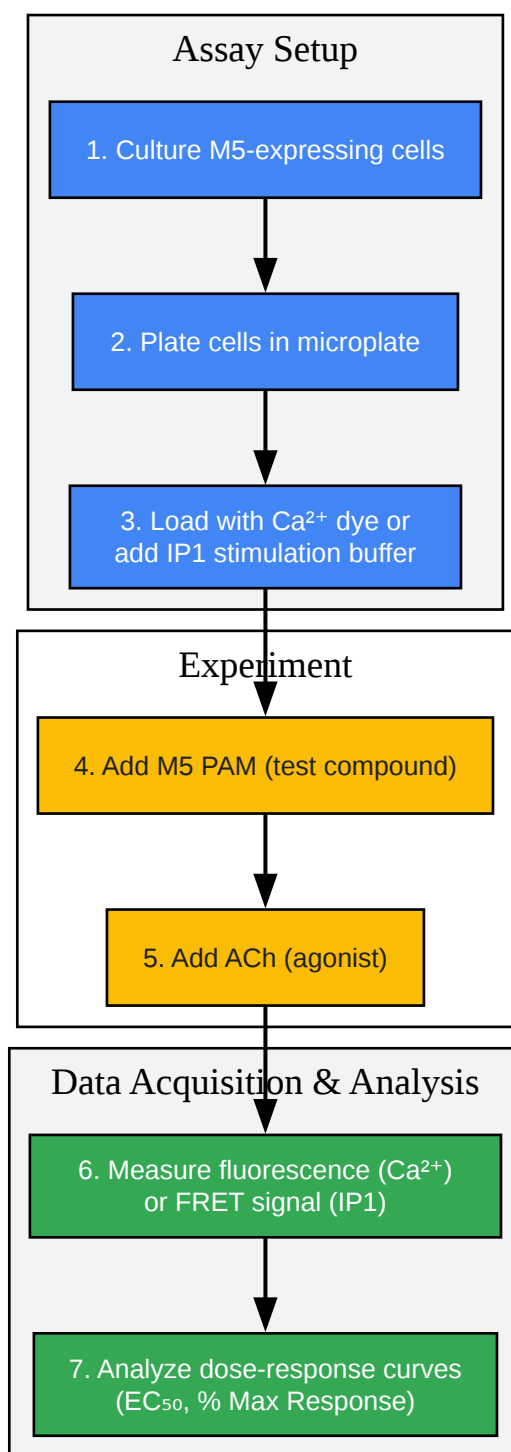 Assay Setup
1. Culture M5-expressing cells
2. Plate cells in microplate
3. Load with Ca²⁺ dye or
add IP1 stimulation buffer
Experiment
4. Add M5 PAM (test compound)
5. Add ACh (agonist)
Data Acquisition & Analysis
6. Measure fluorescence (Ca²⁺)
or FRET signal (IP1)
7. Analyze dose-response curves
(EC₅₀, % Max Response)